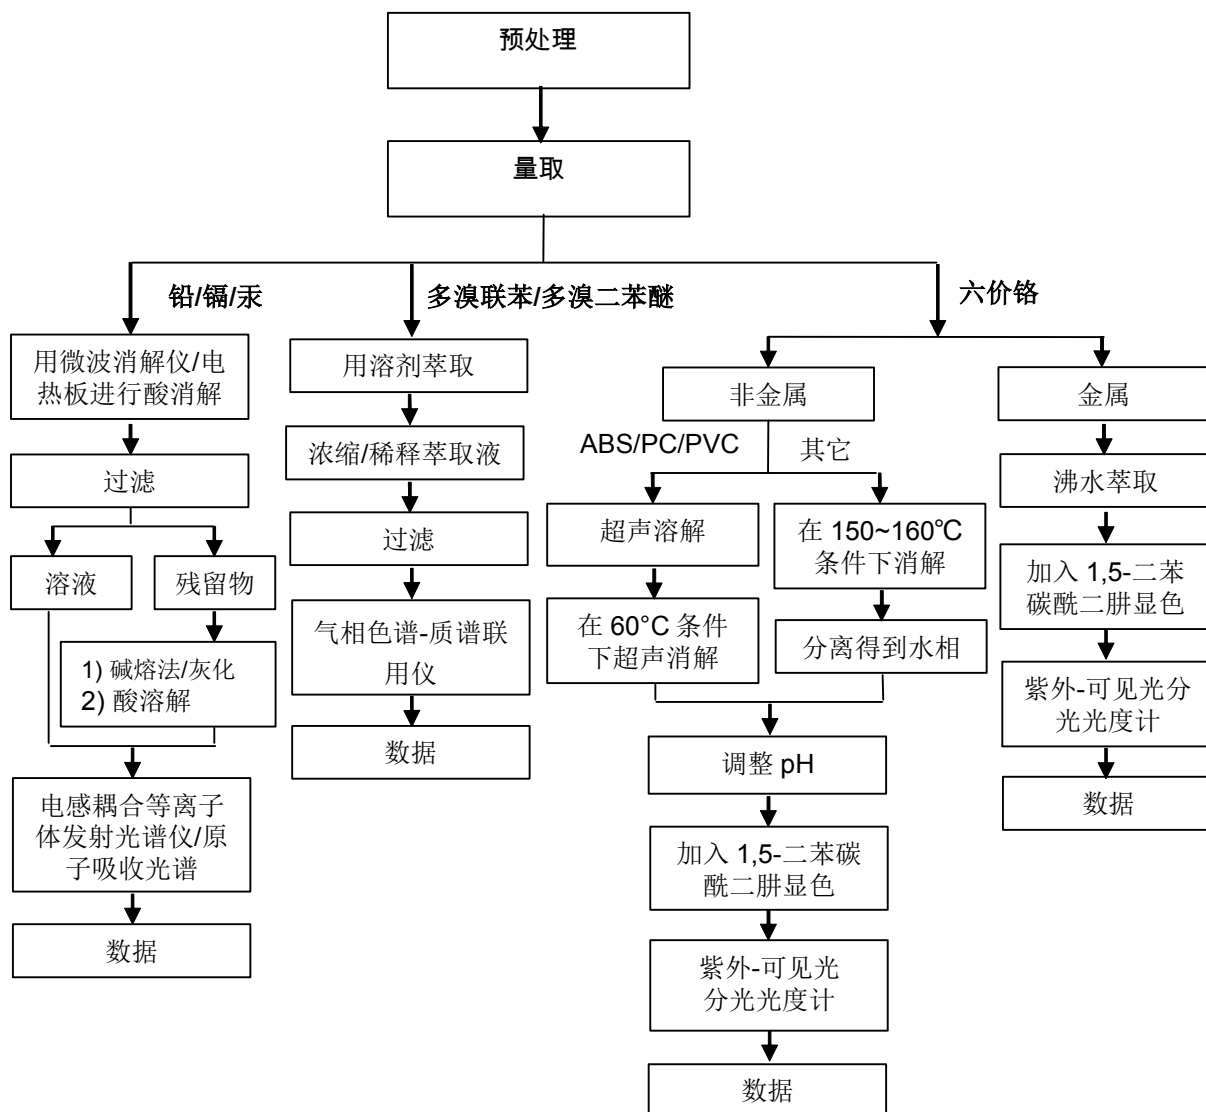 预处理
量取
铅/镉/汞
多溴联苯/多溴二苯醚
六价铬
用微波消解仪/电
热板进行酸消解
过滤
溶液
残留物
1) 碱熔法/灰化
2) 酸溶解
电感耦合等离子
体发射光谱仪/原
子吸收光谱
数据
用溶剂萃取
浓缩/稀释萃取液
过滤
气相色谱-质谱联
用仪
数据
非金属
ABS/PC/PVC
其它
超声溶解
在 60°C 条件
下超声消解
在 150~160℃
条件下消解
分离得到水相
调整 pH
加入 1,5-二苯碳
酰二肼显色
紫外-可见光
分光光度计
数据
金属
沸水萃取
加入 1,5-二苯
碳酰二肼显色
紫外-可见光分
光光度计
数据